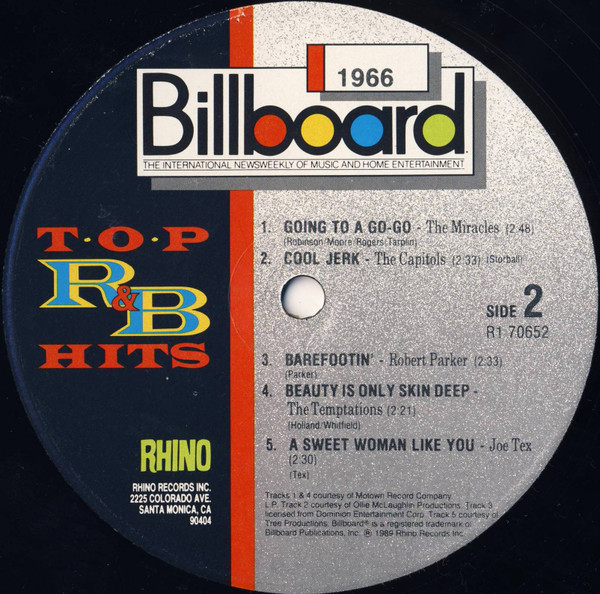 1966
Billboard
THE INTERNATIONAL NEWSWEEKLY OF MUSIC AND HOME ENTERTAINMENT
T·O·P
R&B
HITS
1. GOING TO A GO-GO - The Miracles (2:48)
(Robinson/Moore/Rogers/Tarplin)
2. COOL JERK - The Capitols (2:33) (Storball)
SIDE 2
R1 70652
3. BAREFOOTIN' - Robert Parker (2:33)
(Parker)
4. BEAUTY IS ONLY SKIN DEEP -
The Temptations (2:21)
(Holland/Whitfield)
5. A SWEET WOMAN LIKE YOU - Joe Tex
(2:30)
(Tex)
RHINO
RHINO RECORDS INC.
2225 COLORADO AVE.
SANTA MONICA, CA
90404
Tracks 1 & 4 courtesy of Motown Record Company,
L.P. Track 2 courtesy of Ollie McLaughlin Productions. Track 3
licensed from Dominion Entertainment Corp. Track 5 courtesy of
Tree Productions. Billboard® is a registered trademark of
Billboard Publications, Inc. ℗ 1989 Rhino Records Inc.